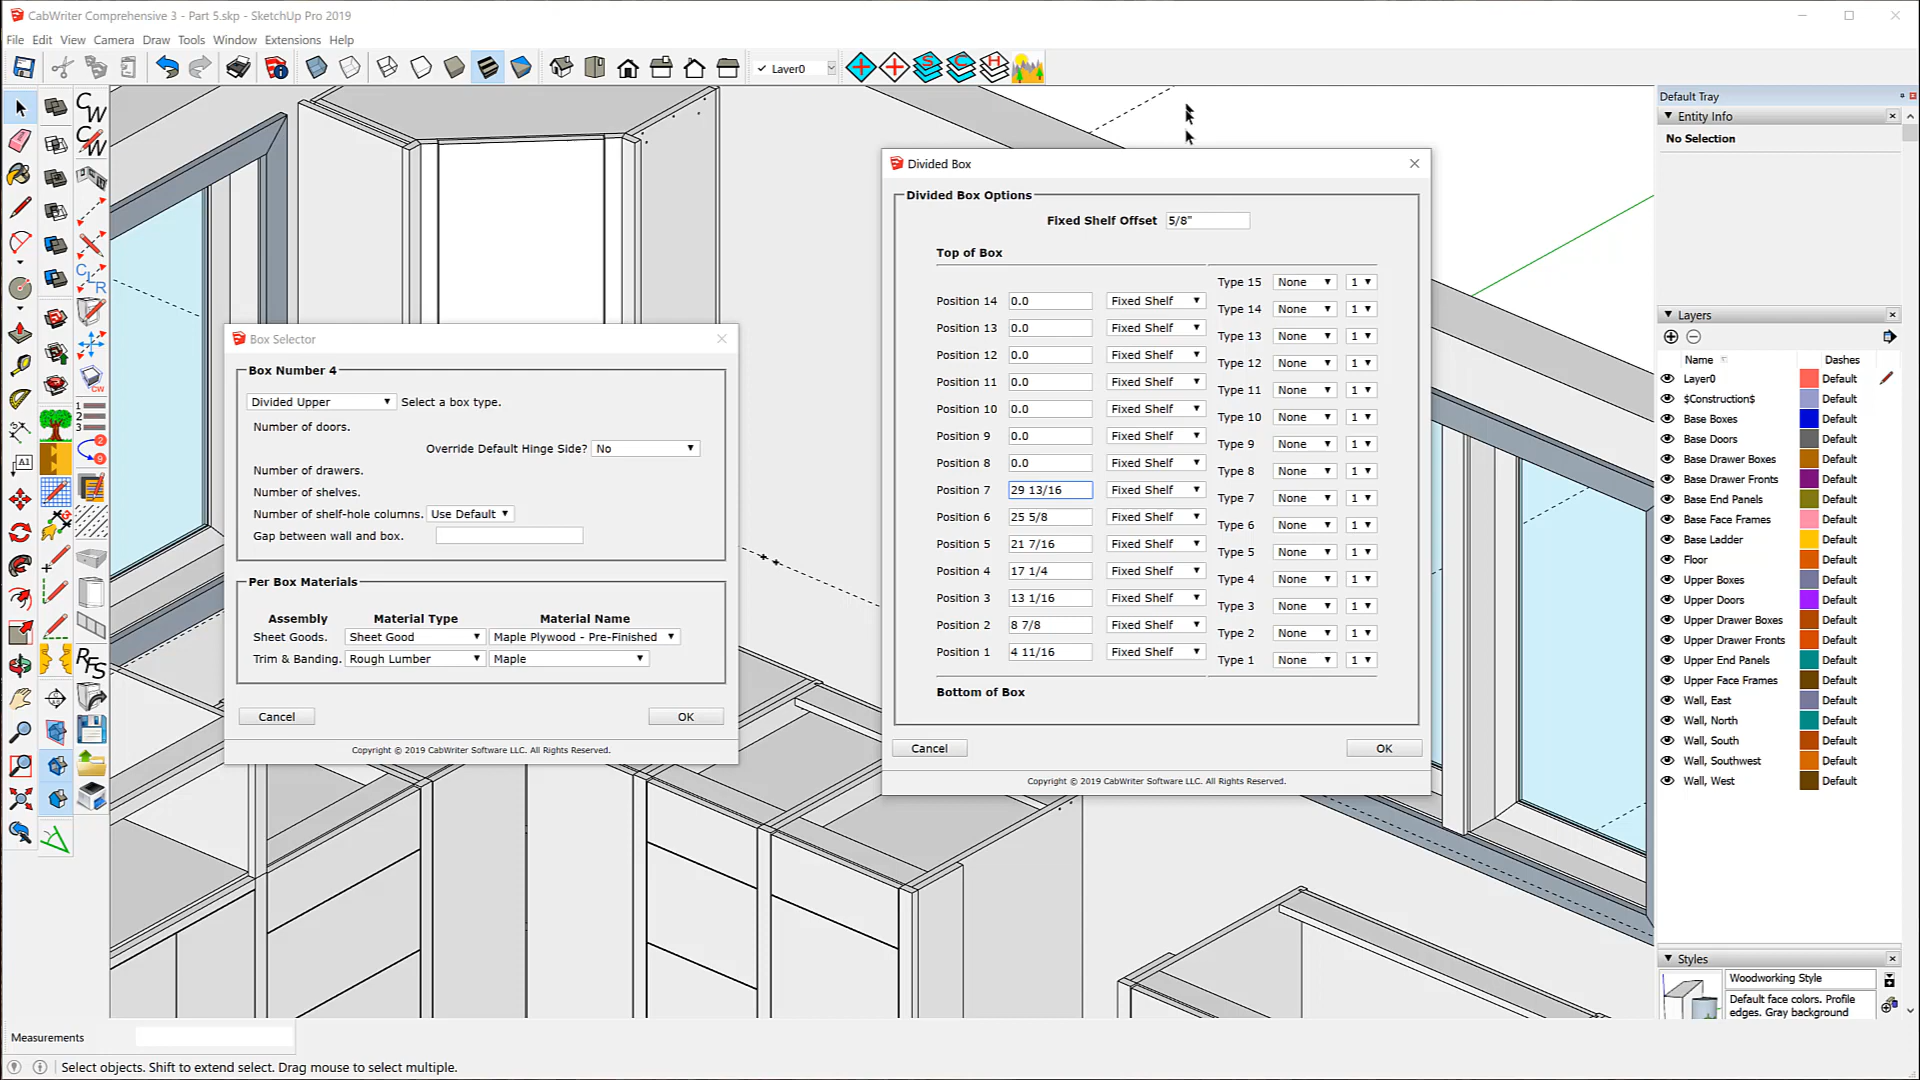 CabWriter Comprehensive 3 - Part 5.skp - SketchUp Pro 2019
File Edit View Camera Draw Tools Window Extensions Help
Layer0
Default Tray
Entity Info
No Selection
Layers
Name Dashes
Layer0 Default
$Construction$ Default
Base Boxes Default
Base Doors Default
Base Drawer Boxes Default
Base Drawer Fronts Default
Base End Panels Default
Base Face Frames Default
Base Ladder Default
Floor Default
Upper Boxes Default
Upper Doors Default
Upper Drawer Boxes Default
Upper Drawer Fronts Default
Upper End Panels Default
Upper Face Frames Default
Wall, East Default
Wall, North Default
Wall, South Default
Wall, Southwest Default
Wall, West Default
Styles
Woodworking Style
Default face colors. Profile
edges. Gray background
Box Selector
Box Number 4
Divided Upper Select a box type.
Number of doors.
Override Default Hinge Side? No
Number of drawers.
Number of shelves.
Number of shelf-hole columns. Use Default
Gap between wall and box.
Per Box Materials
Assembly Material Type Material Name
Sheet Goods. Sheet Good Maple Plywood - Pre-Finished
Trim & Banding. Rough Lumber Maple
Cancel OK
Copyright © 2019 CabWriter Software LLC. All Rights Reserved.
Divided Box
Divided Box Options
Fixed Shelf Offset 5/8"
Top of Box
Type 15 None 1
Position 14 0.0 Fixed Shelf Type 14 None 1
Position 13 0.0 Fixed Shelf Type 13 None 1
Position 12 0.0 Fixed Shelf Type 12 None 1
Position 11 0.0 Fixed Shelf Type 11 None 1
Position 10 0.0 Fixed Shelf Type 10 None 1
Position 9 0.0 Fixed Shelf Type 9 None 1
Position 8 0.0 Fixed Shelf Type 8 None 1
Position 7 29 13/16 Fixed Shelf Type 7 None 1
Position 6 25 5/8 Fixed Shelf Type 6 None 1
Position 5 21 7/16 Fixed Shelf Type 5 None 1
Position 4 17 1/4 Fixed Shelf Type 4 None 1
Position 3 13 1/16 Fixed Shelf Type 3 None 1
Position 2 8 7/8 Fixed Shelf Type 2 None 1
Position 1 4 11/16 Fixed Shelf Type 1 None 1
Bottom of Box
Cancel OK
Copyright © 2019 CabWriter Software LLC. All Rights Reserved.
Measurements
Select objects. Shift to extend select. Drag mouse to select multiple.